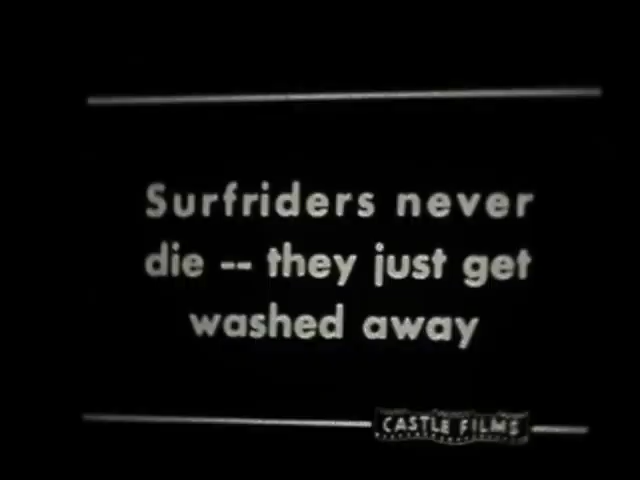 Surfriders never
die -- they just get
washed away
CASTLE FILMS